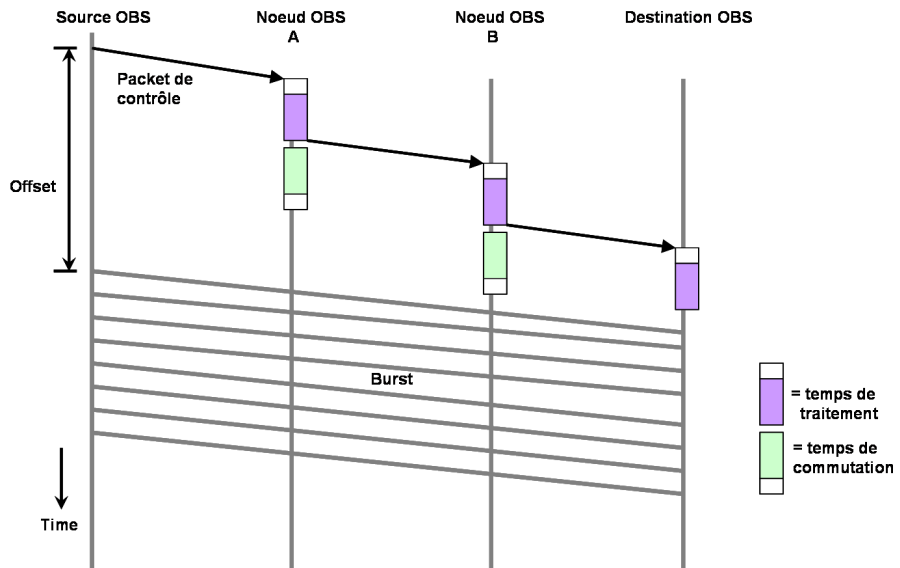 Source OBS
Noeud OBS
A
Noeud OBS
B
Destination OBS
Packet de
contrôle
Offset
Burst
= temps de
traitement
= temps de
commutation
Time